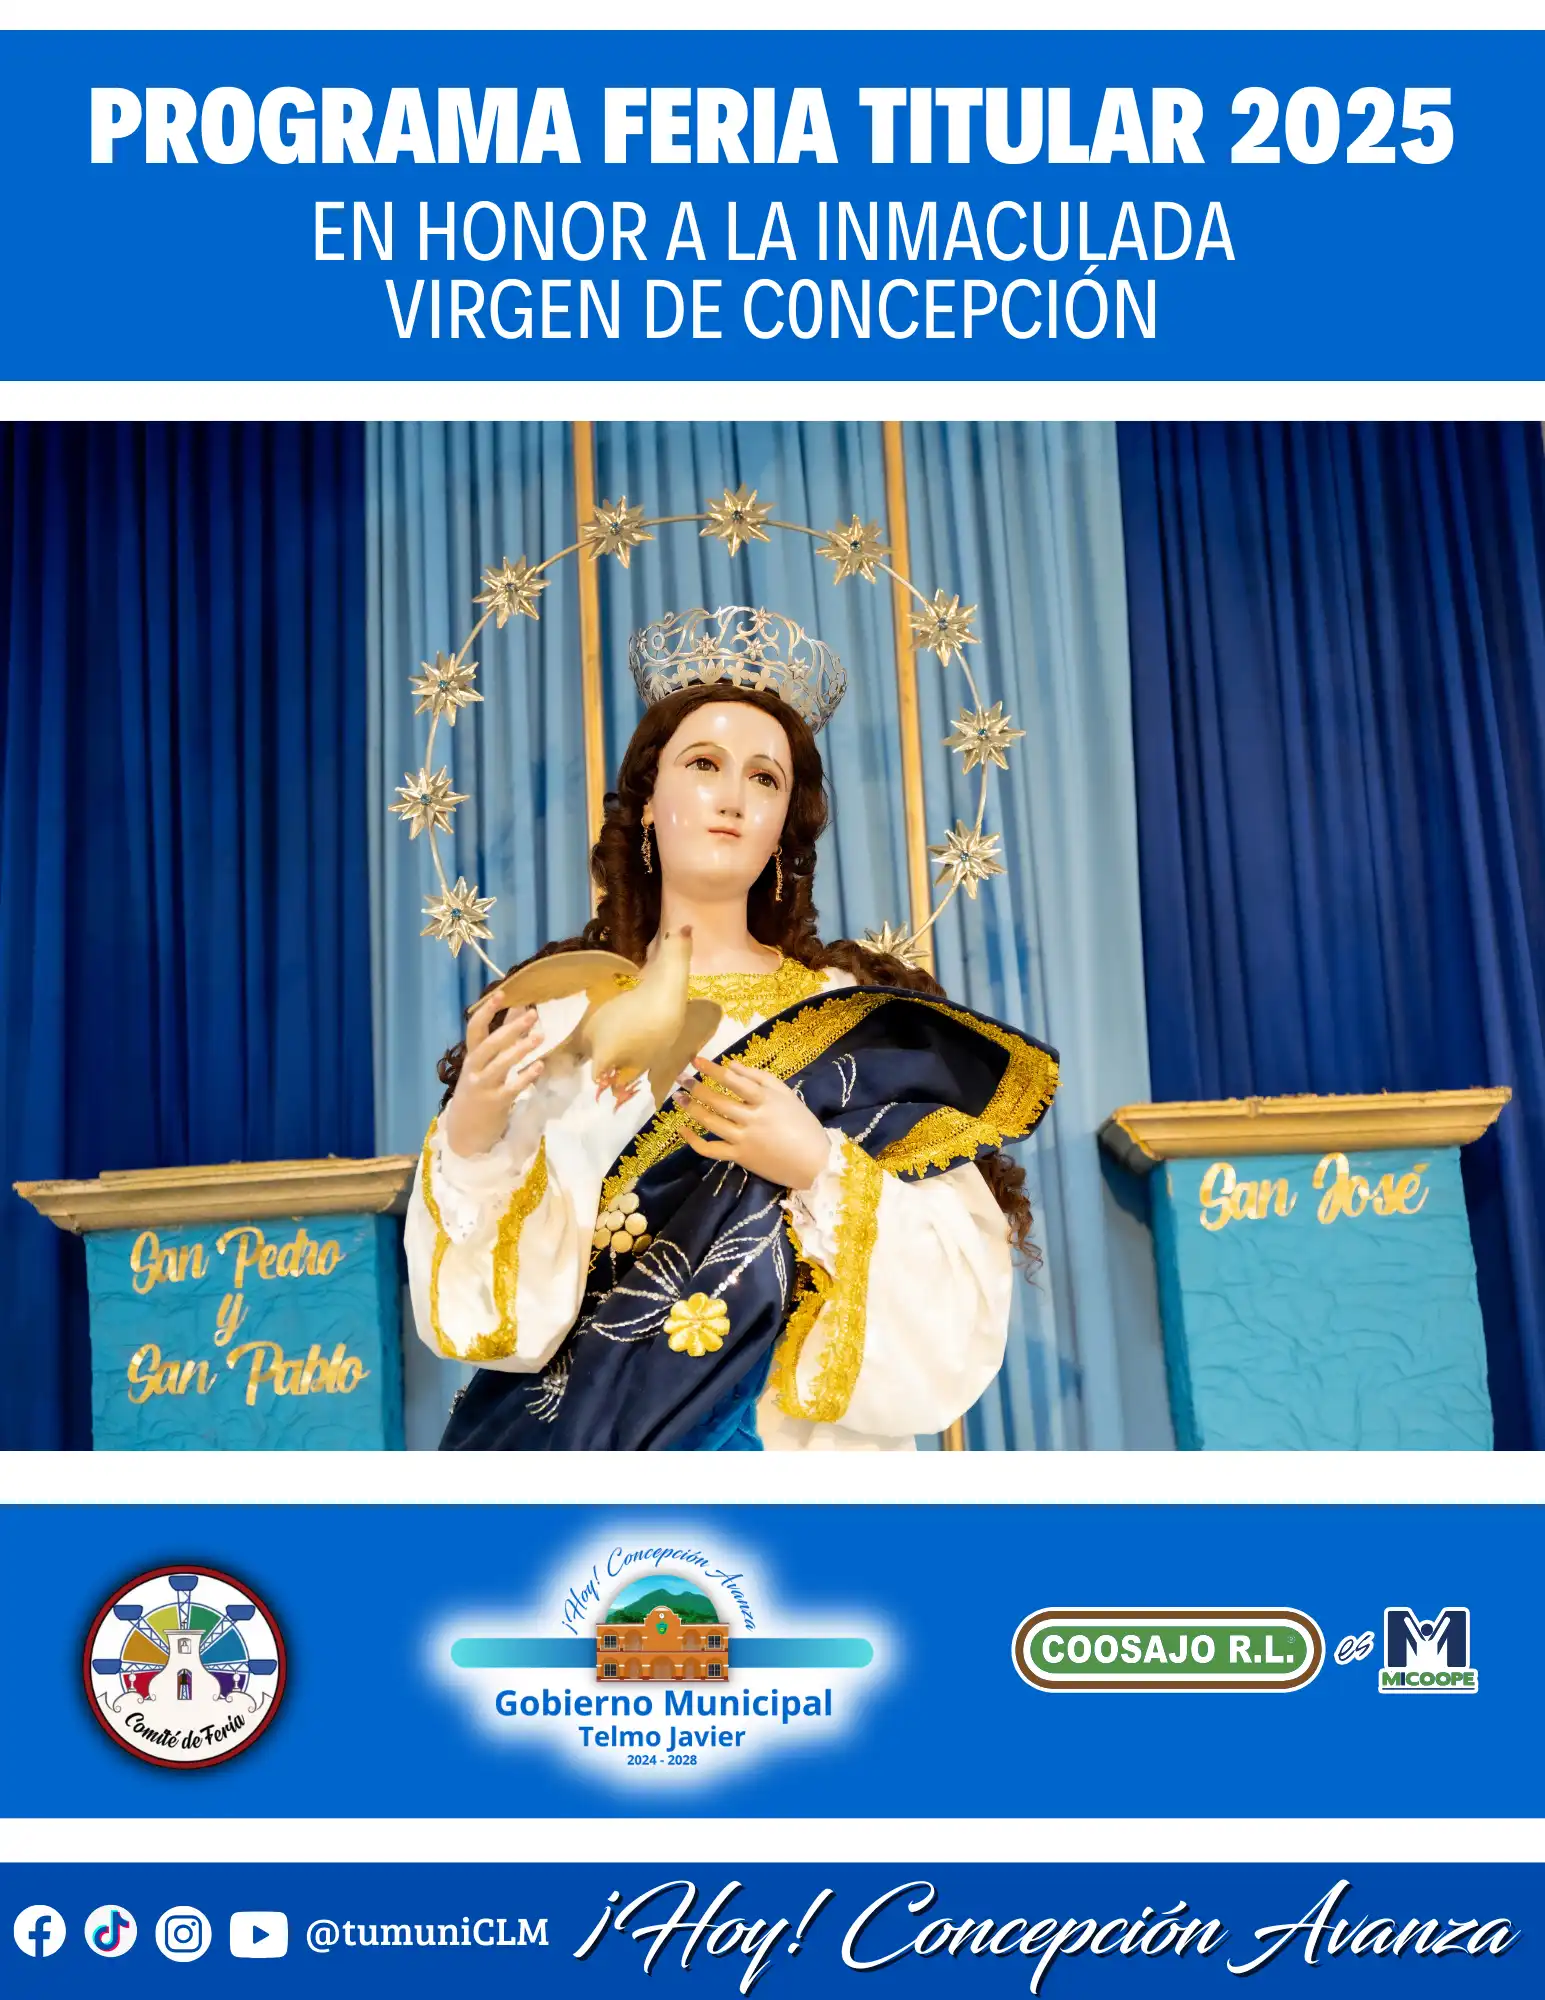 PROGRAMA FERIA TITULAR 2025
EN HONOR A LA INMACULADA
VIRGEN DE CONCEPCIÓN
San Pedro
y
San Pablo
San José
Comité de Feria
¡Hoy! Concepción Avanza
Gobierno Municipal
Telmo Javier
2024 - 2028
COOSAJO R.L.® es MICOOPE
@tumuniCLM ¡Hoy! Concepción Avanza